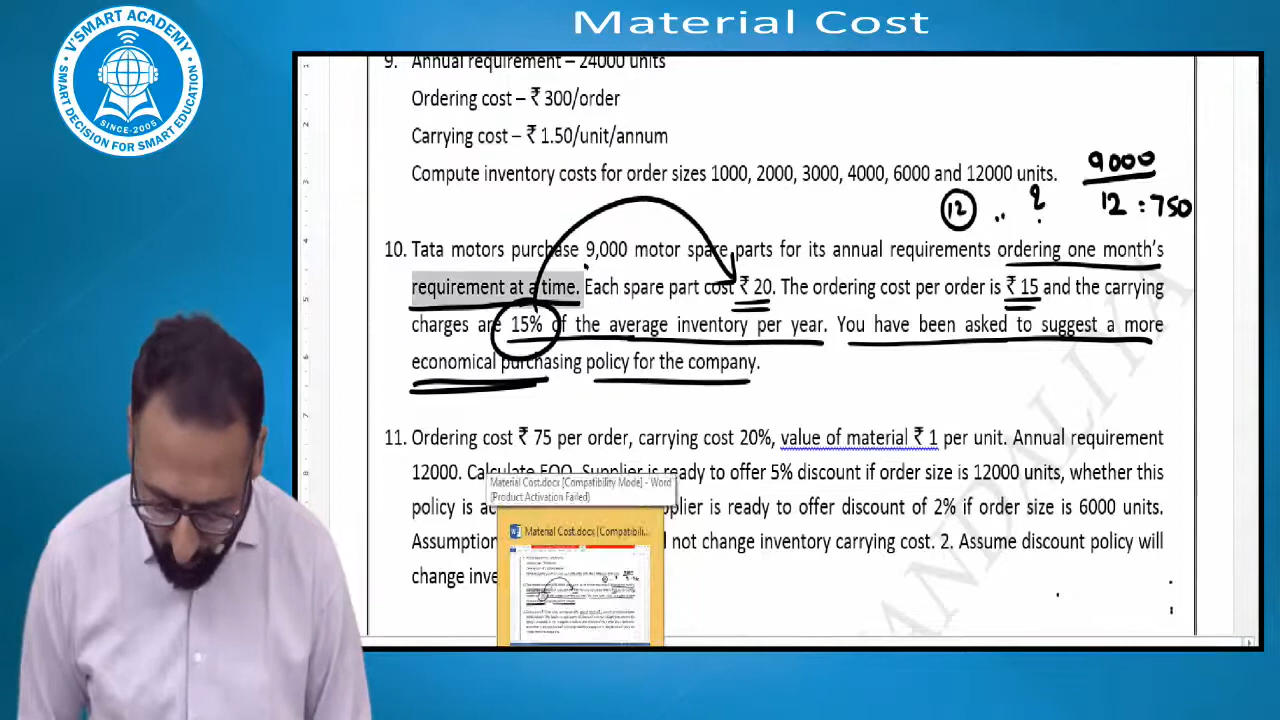 Material Cost
V'SMART ACADEMY
SINCE-2005
SMART DECISION FOR SMART EDUCATION
9. Annual requirement – 24000 units
Ordering cost – ₹ 300/order
Carrying cost – ₹ 1.50/unit/annum
Compute inventory costs for order sizes 1000, 2000, 3000, 4000, 6000 and 12000 units.
9000
12 : 750
12 .. ?
10. Tata motors purchase 9,000 motor spare parts for its annual requirements ordering one month's
requirement at a time. Each spare part cost ₹ 20. The ordering cost per order is ₹ 15 and the carrying
charges are 15% of the average inventory per year. You have been asked to suggest a more
economical purchasing policy for the company.
11. Ordering cost ₹ 75 per order, carrying cost 20%, value of material ₹ 1 per unit. Annual requirement
12000. Calculate EOQ. Supplier is ready to offer 5% discount if order size is 12000 units, whether this
Material Cost.docx [Compatibility Mode] - Word
(Product Activation Failed)
policy is is ready to offer discount of 2% if order size is 6000 units.
Material Cost.docx [Compatibili...
Assumption not change inventory carrying cost. 2. Assume discount policy will
change